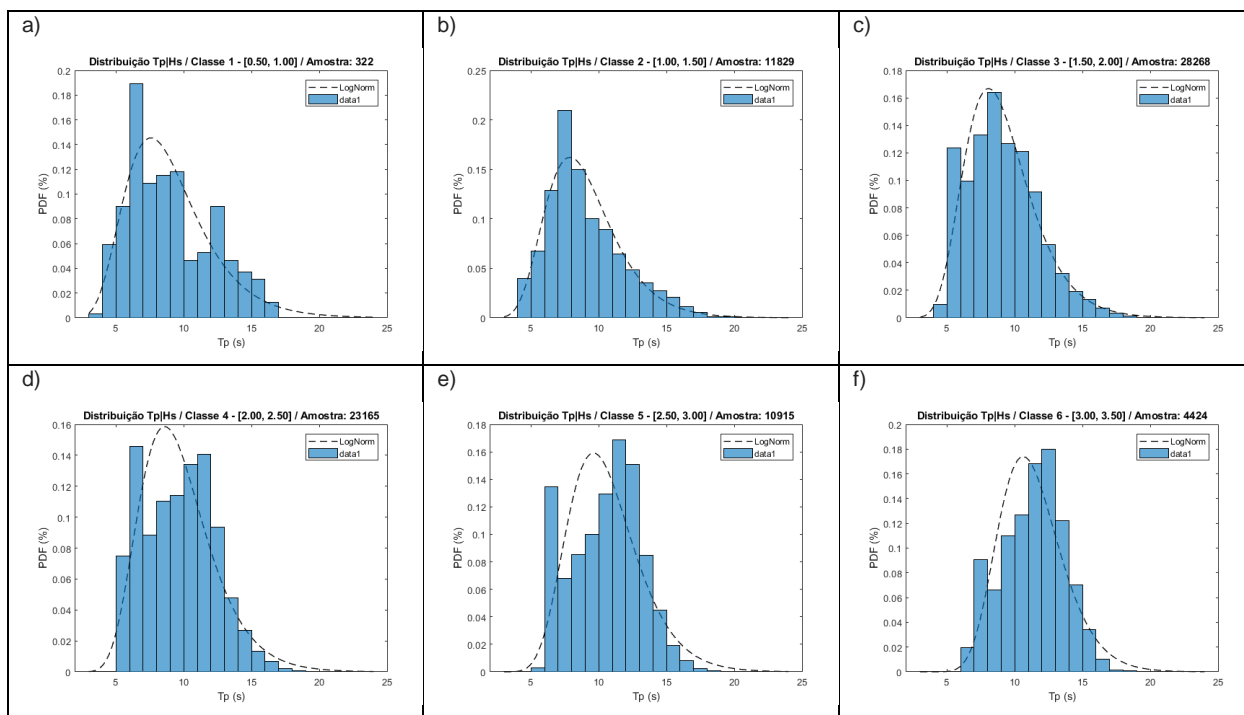 a)
Distribuição Tp|Hs / Classe 1 - [0.50, 1.00] / Amostra: 322
0.2
0.18
0.16
0.14
0.12
0.1
0.08
0.06
0.04
0.02
0
PDF (%)
LogNorm
data1
5 10 15 20 25
Tp (s)
b)
Distribuição Tp|Hs / Classe 2 - [1.00, 1.50] / Amostra: 11829
0.25
0.2
0.15
0.1
0.05
0
PDF (%)
LogNorm
data1
5 10 15 20 25
Tp (s)
c)
Distribuição Tp|Hs / Classe 3 - [1.50, 2.00] / Amostra: 28268
0.18
0.16
0.14
0.12
0.1
0.08
0.06
0.04
0.02
0
PDF (%)
LogNorm
data1
5 10 15 20 25
Tp (s)
d)
Distribuição Tp|Hs / Classe 4 - [2.00, 2.50] / Amostra: 23165
0.16
0.14
0.12
0.1
0.08
0.06
0.04
0.02
0
PDF (%)
LogNorm
data1
5 10 15 20 25
Tp (s)
e)
Distribuição Tp|Hs / Classe 5 - [2.50, 3.00] / Amostra: 10915
0.18
0.16
0.14
0.12
0.1
0.08
0.06
0.04
0.02
0
PDF (%)
LogNorm
data1
5 10 15 20 25
Tp (s)
f)
Distribuição Tp|Hs / Classe 6 - [3.00, 3.50] / Amostra: 4424
0.2
0.18
0.16
0.14
0.12
0.1
0.08
0.06
0.04
0.02
0
PDF (%)
LogNorm
data1
5 10 15 20 25
Tp (s)